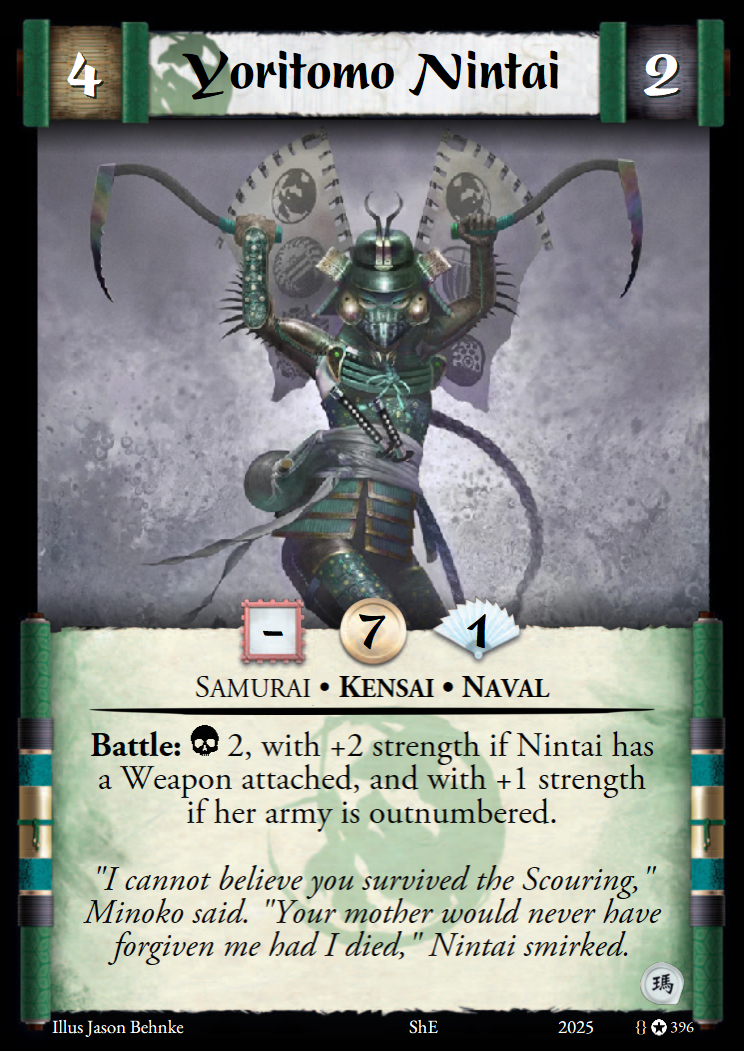 4 Yoritomo Nintai 2
- 7 1
SAMURAI • KENSAI • NAVAL
Battle: 2, with +2 strength if Nintai has
a Weapon attached, and with +1 strength
if her army is outnumbered.
"I cannot believe you survived the Scouring,"
Minoko said. "Your mother would never have
forgiven me had I died," Nintai smirked.
瑪
Illus Jason Behnke ShE 2025 {} 396